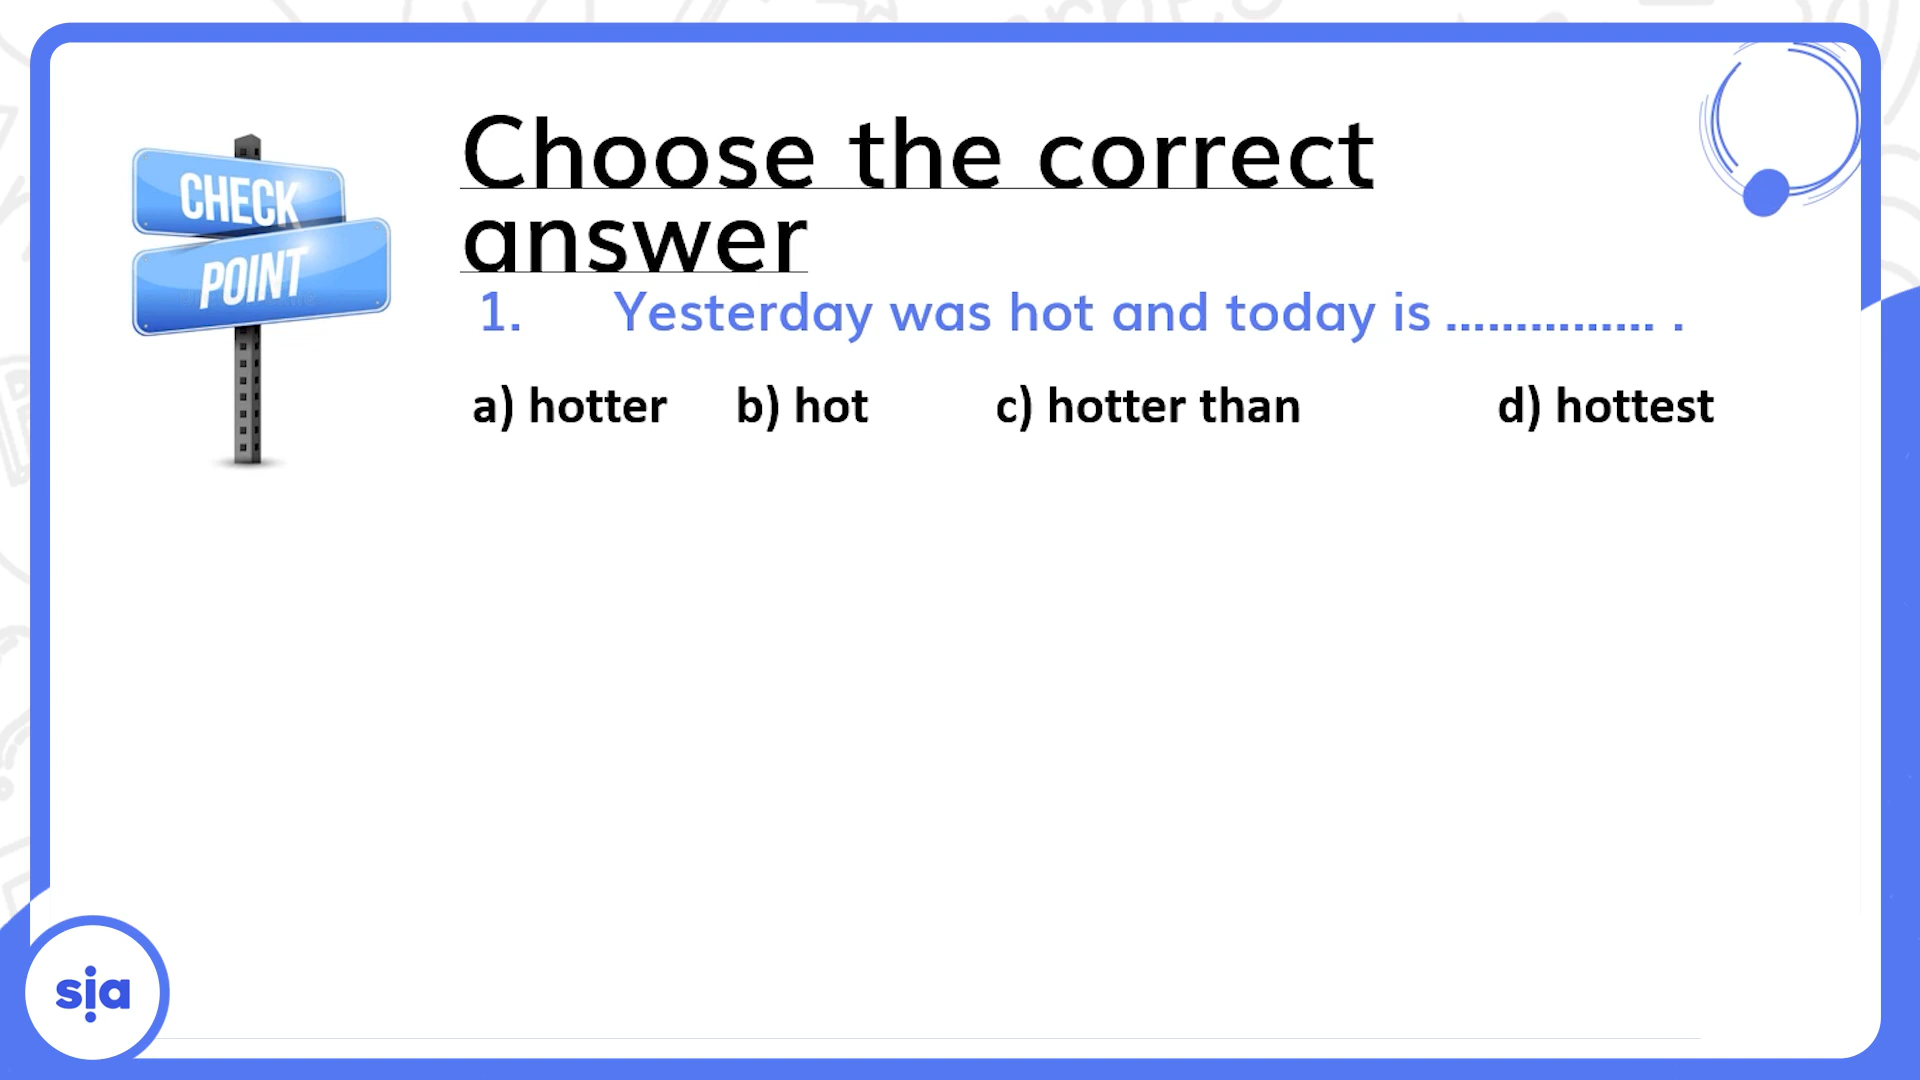 CHECK
POINT
Choose the correct
answer
1. Yesterday was hot and today is ............... .
a) hotter b) hot c) hotter than d) hottest
sia